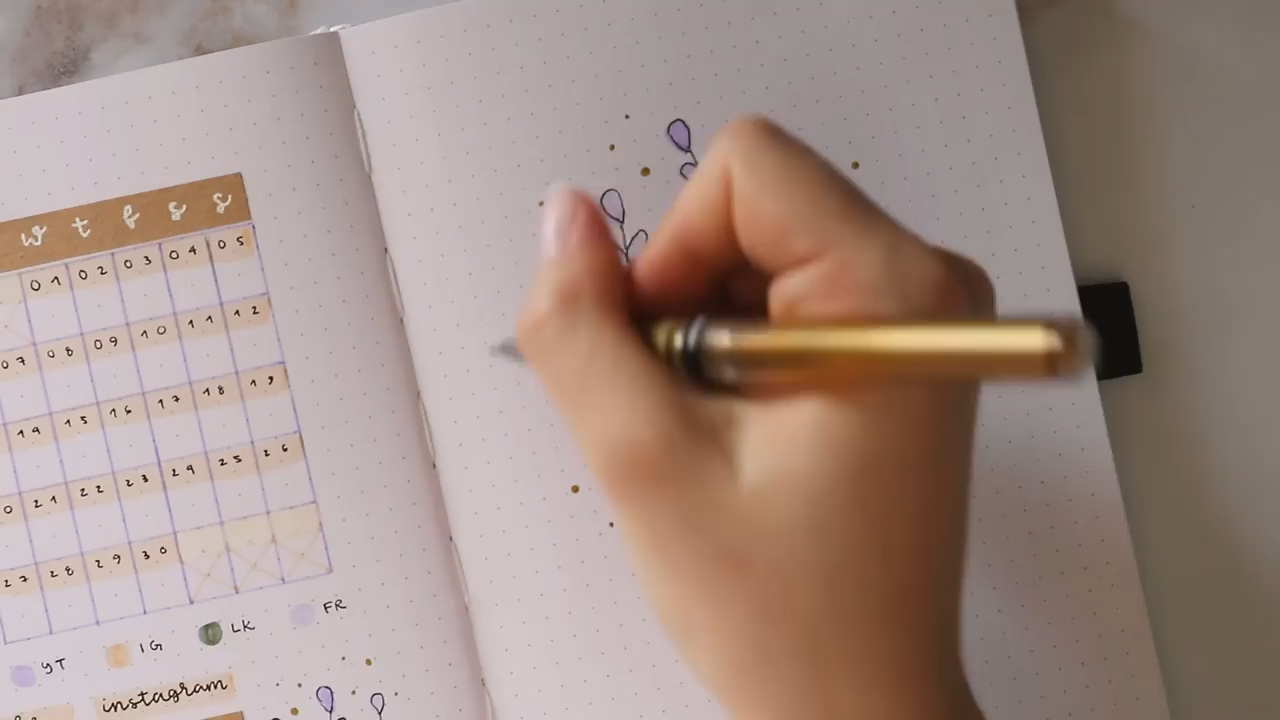 w t f s s
01 02 03 04 05
07 08 09 10 11 12
14 15 16 17 18 19
0 21 22 23 24 25 26
27 28 29 30
YT IG LK FR
instagram